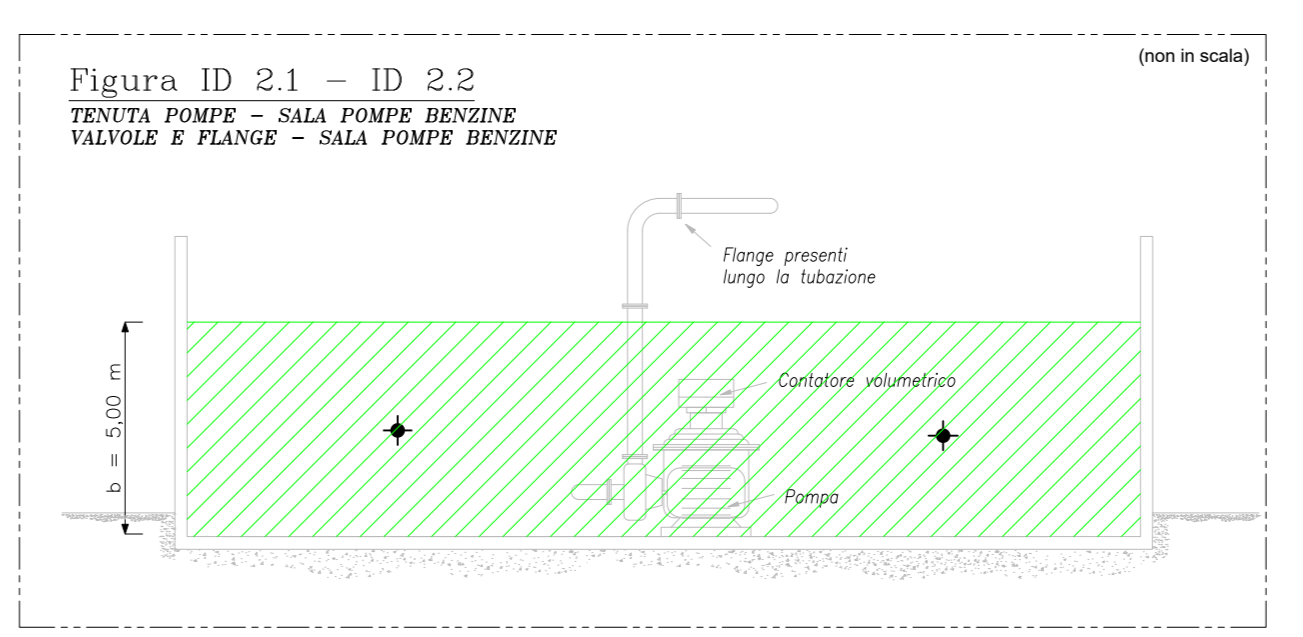 (non in scala)
Figura ID 2.1 – ID 2.2
TENUTA POMPE – SALA POMPE BENZINE
VALVOLE E FLANGE – SALA POMPE BENZINE
Flange presenti
lungo la tubazione
Contatore volumetrico
b = 5,00 m
Pompa